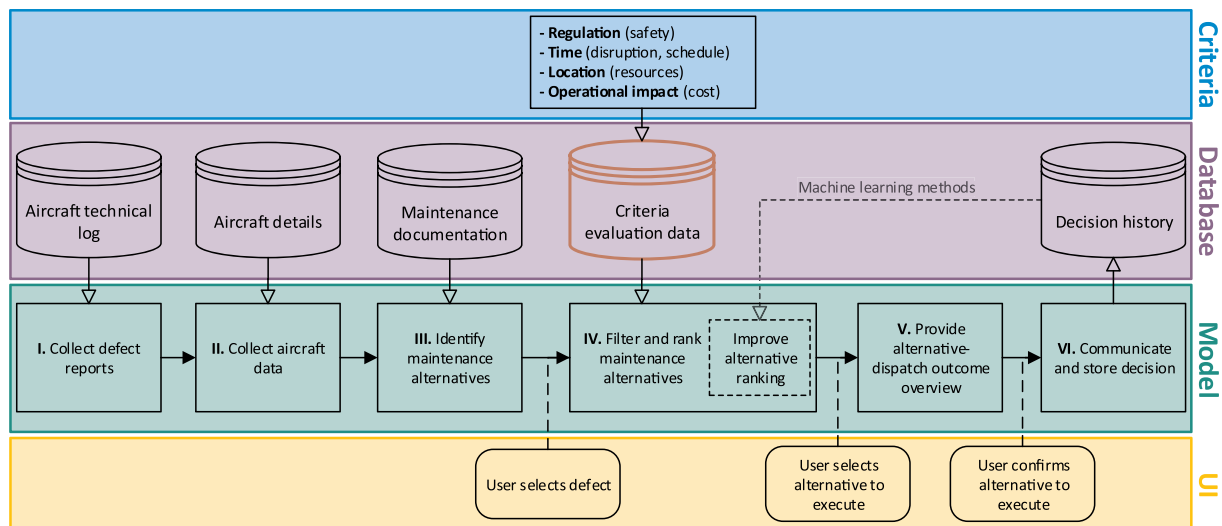 - Regulation (safety)
- Time (disruption, schedule)
- Location (resources)
- Operational impact (cost)
Criteria
Aircraft technical
log
Aircraft details
Maintenance
documentation
Criteria
evaluation data
Machine learning methods
Decision history
Database
I. Collect defect
reports
II. Collect aircraft
data
III. Identify
maintenance
alternatives
IV. Filter and rank
maintenance
alternatives
Improve
alternative
ranking
V. Provide
alternative-
dispatch outcome
overview
VI. Communicate
and store decision
Model
User selects defect
User selects
alternative to
execute
User confirms
alternative to
execute
UI